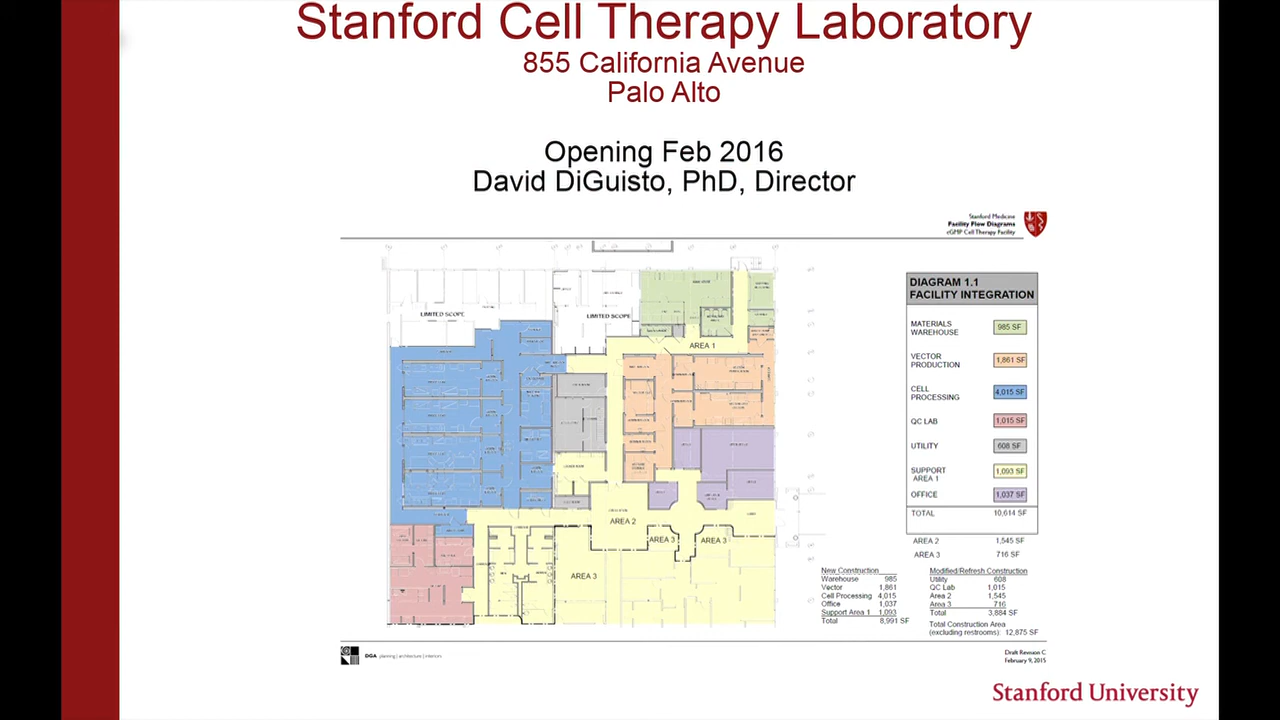 Stanford Cell Therapy Laboratory
855 California Avenue
Palo Alto
Opening Feb 2016
David DiGuisto, PhD, Director
Stanford Medicine
Facility Flow Diagrams
cGMP Cell Therapy Facility
LIMITED SCOPE
LIMITED SCOPE
AREA 1
AREA 2
AREA 3
AREA 3
AREA 3
DIAGRAM 1.1
FACILITY INTEGRATION
MATERIALS WAREHOUSE 985 SF
VECTOR PRODUCTION 1,861 SF
CELL PROCESSING 4,015 SF
QC LAB 1,015 SF
UTILITY 608 SF
SUPPORT AREA 1 1,093 SF
OFFICE 1,037 SF
TOTAL 10,614 SF
AREA 2 1,545 SF
AREA 3 716 SF
New Construction
Warehouse 985
Vector 1,861
Cell Processing 4,015
Office 1,037
Support Area 1 1,093
Total 8,991 SF
Modified/Refresh Construction
Utility 608
QC Lab 1,015
Area 2 1,545
Area 3 716
Total 3,884 SF
Total Construction Area
(excluding restrooms): 12,875 SF
DGA planning | architecture | interiors
Draft Revision C
February 9, 2015
Stanford University